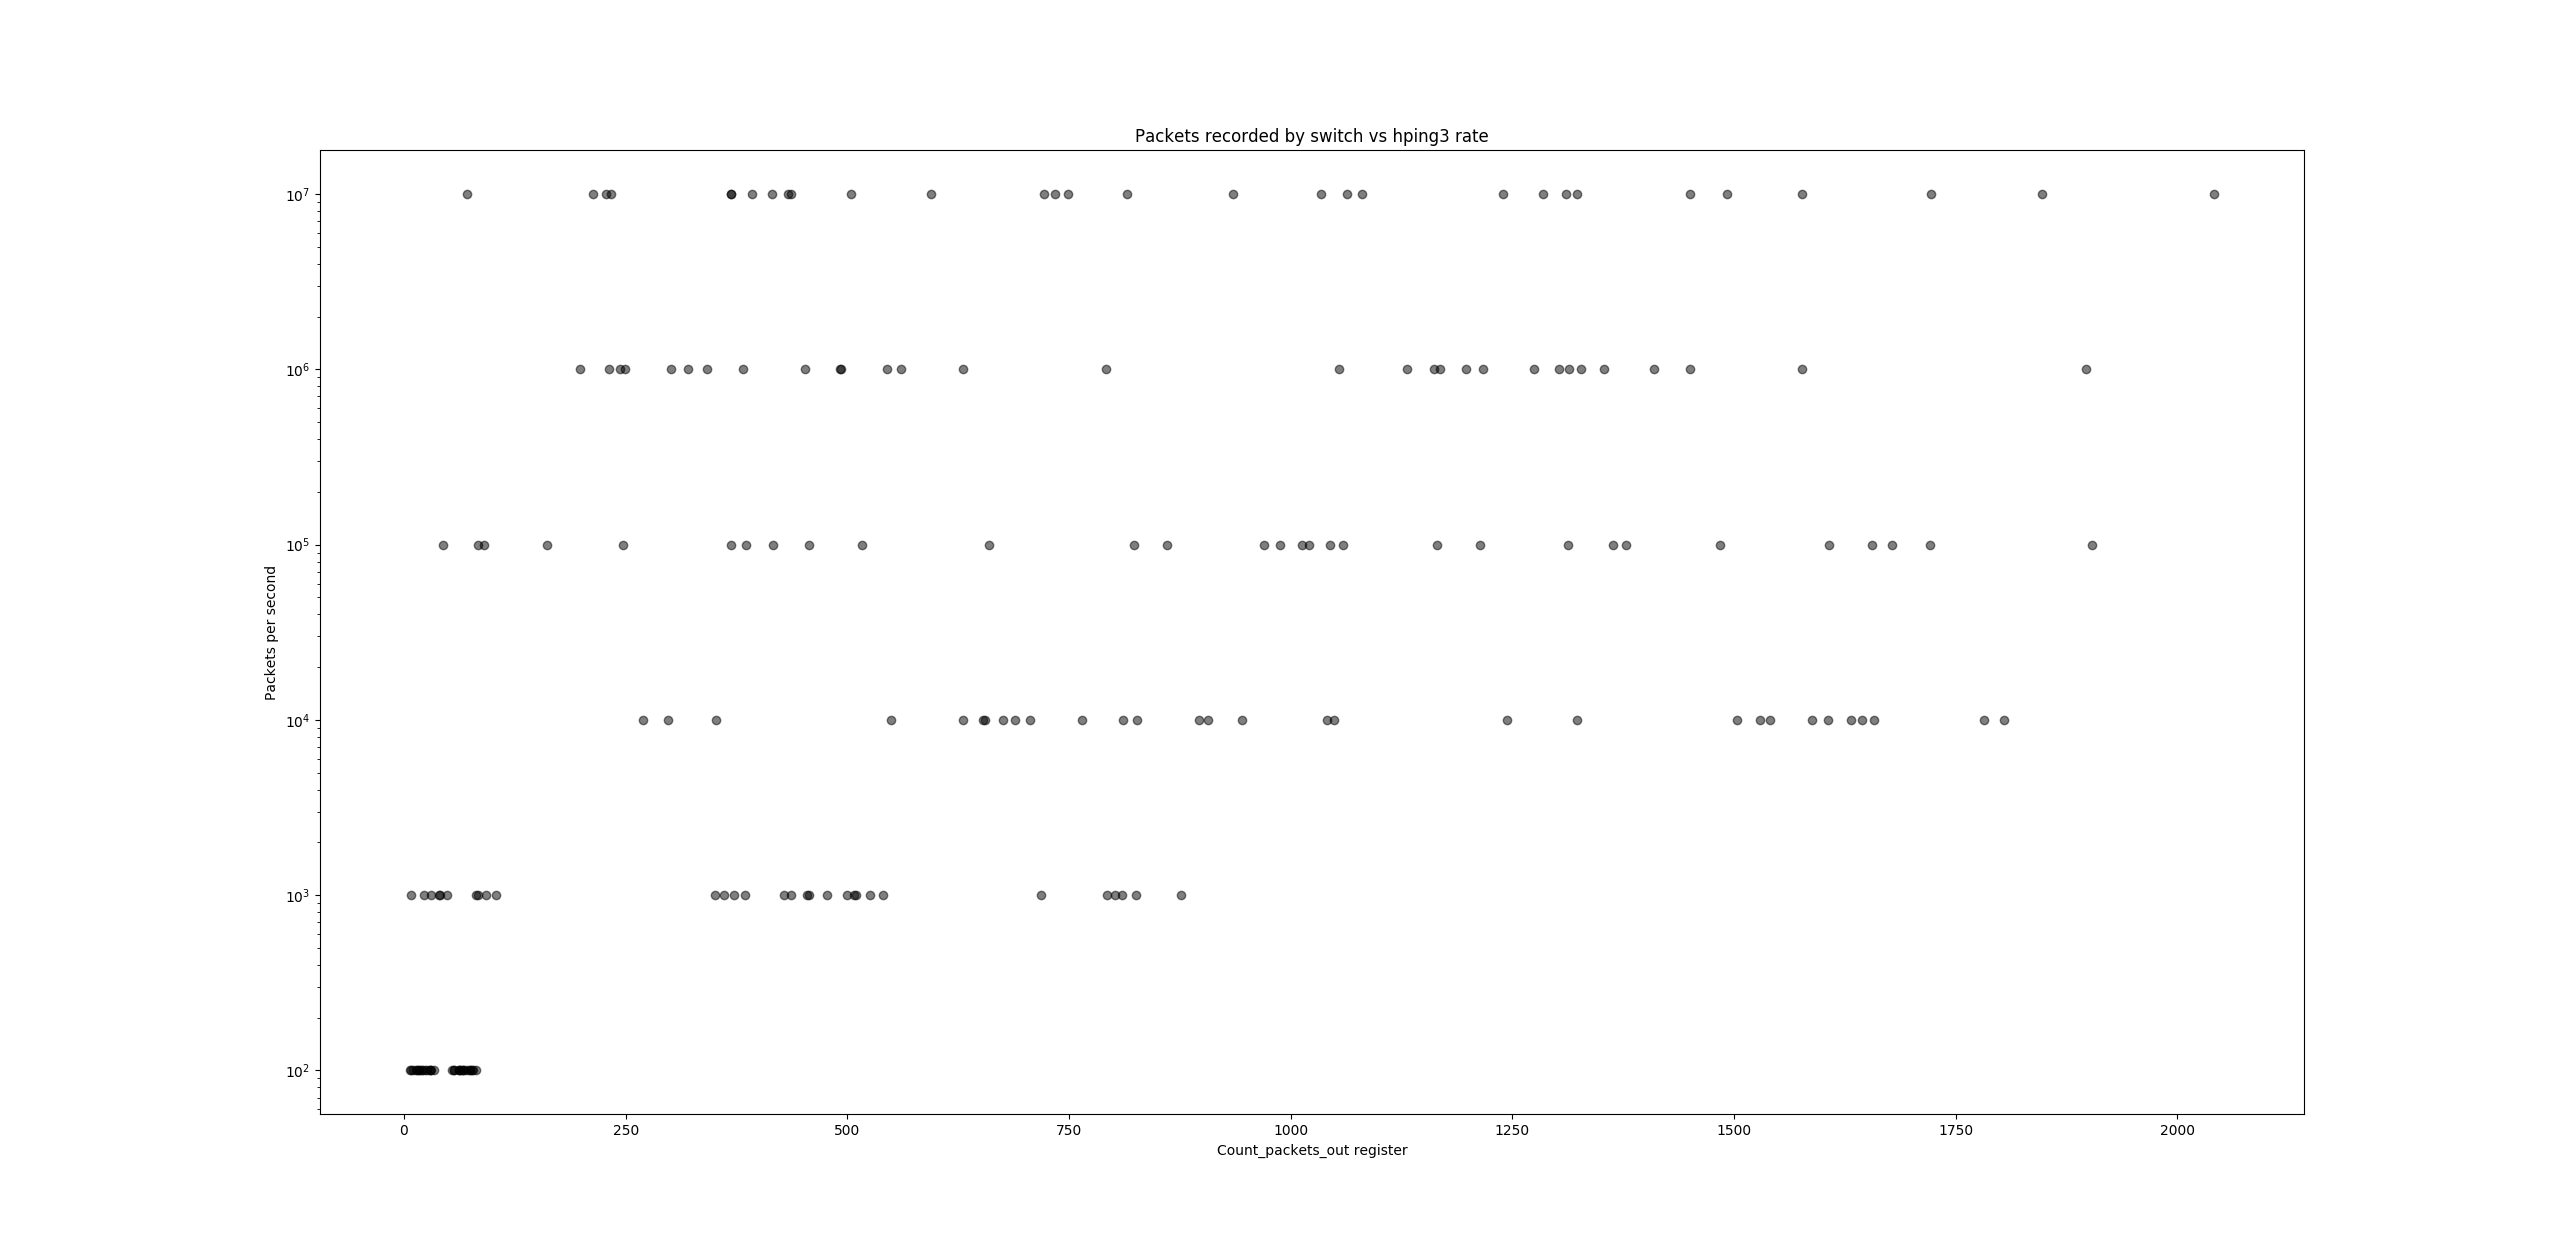 Packets recorded by switch vs hping3 rate
Packets per second
10⁷
10⁶
10⁵
10⁴
10³
10²
0 250 500 750 1000 1250 1500 1750 2000
Count_packets_out register